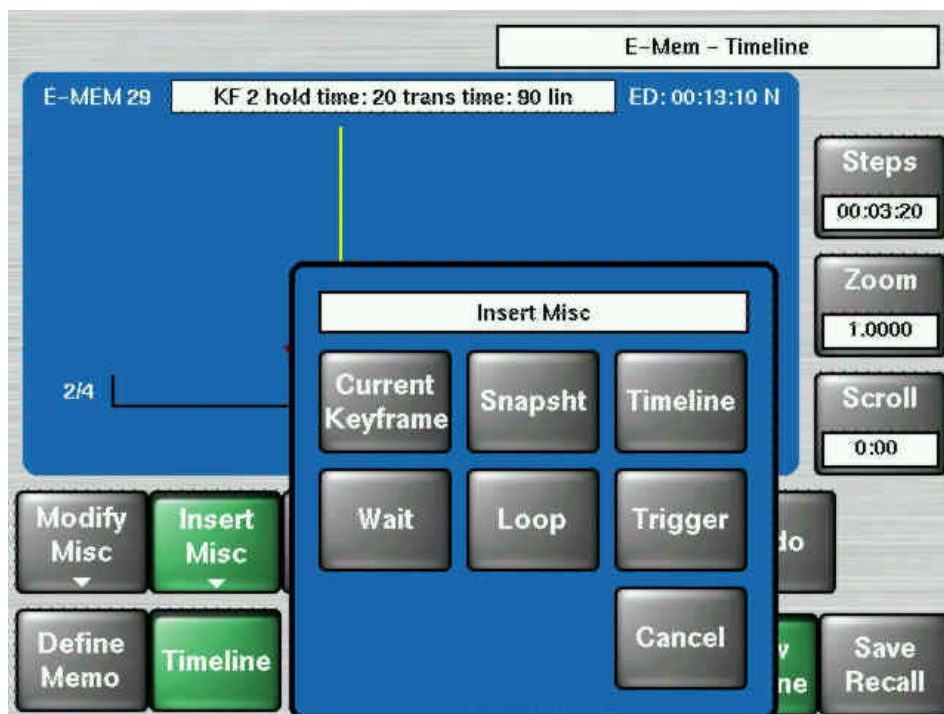 E-Mem - Timeline
E-MEM 29
KF 2 hold time: 20 trans time: 90 lin
ED: 00:13:10 N
Steps
00:03:20
Zoom
1.0000
Scroll
0:00
2/4
Insert Misc
Current
Keyframe
Snapsht
Timeline
Wait
Loop
Trigger
Cancel
Modify
Misc
Insert
Misc
Define
Memo
Timeline
Save
Recall